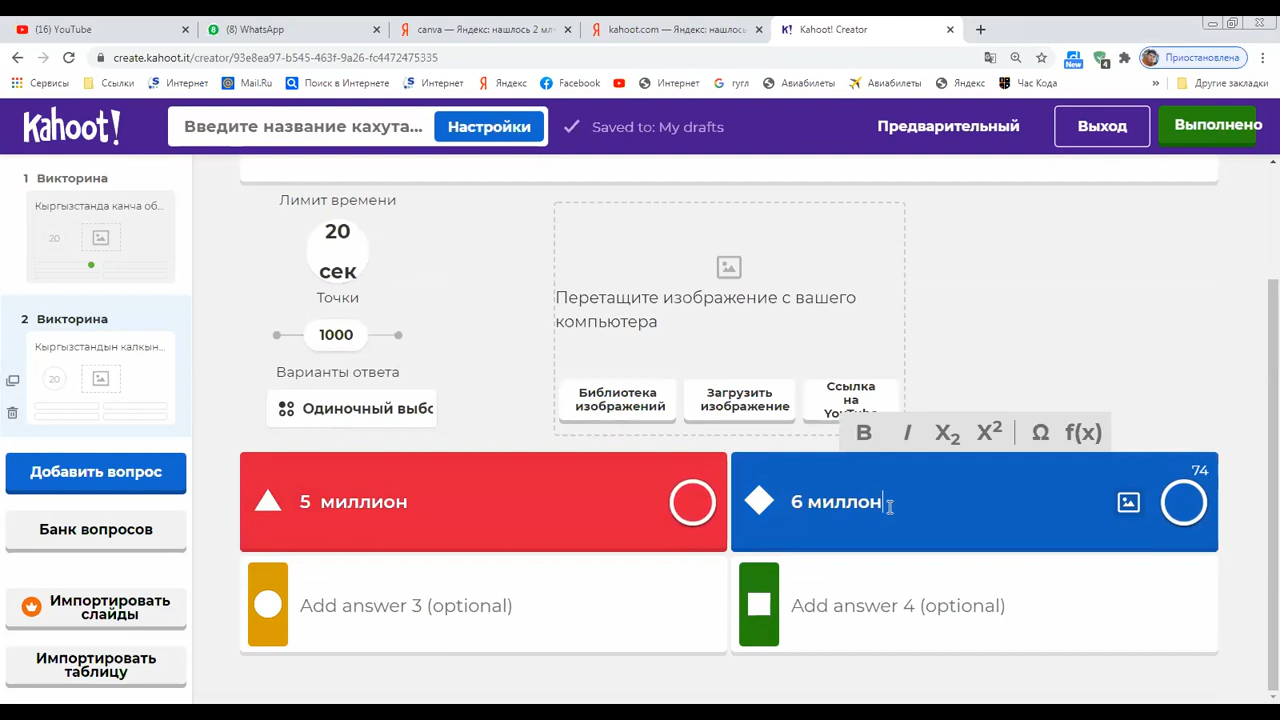 (16) YouTube
(8) WhatsApp
canva — Яндекс: нашлось 2 мл
kahoot.com — Яндекс: нашлось
K! Kahoot! Creator
create.kahoot.it/creator/93e8ea97-b545-463f-9a26-f44727475335
Приостановлена
Сервисы
Ссылки
Интернет
Mail.Ru
Поиск в Интернете
Интернет
Яндекс
Facebook
Интернет
гугл
Авиабилеты
Авиабилеты
Яндекс
Час Кода
Другие закладки
New
4
Kahoot!
Введите название кахута...
Настройки
Saved to: My drafts
Предварительный
Выход
Выполнено
1 Викторина
Кыргызстанда канча об...
20
2 Викторина
Кыргызстандын калкын...
20
Добавить вопрос
Банк вопросов
Импортировать
слайды
Импортировать
таблицу
Лимит времени
20
сек
Точки
1000
Варианты ответа
Одиночный выбо
Перетащите изображение с вашего
компьютера
Библиотека
изображений
Загрузить
изображение
Ссылка
на
YouTube
B I X₂ X² Ω f(x)
5 миллион
6 миллон
74
Add answer 3 (optional)
Add answer 4 (optional)